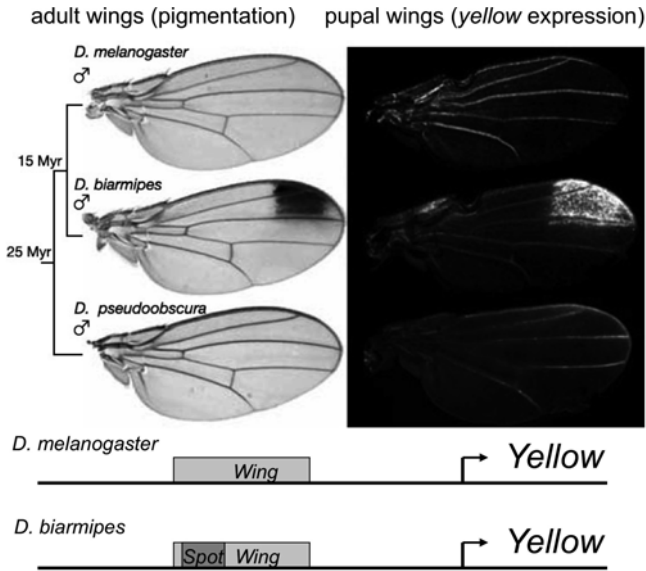 adult wings (pigmentation)
pupal wings (yellow expression)
D. melanogaster
♂
15 Myr
D. biarmipes
♂
25 Myr
D. pseudoobscura
♂
D. melanogaster
Wing
Yellow
D. biarmipes
Spot Wing
Yellow